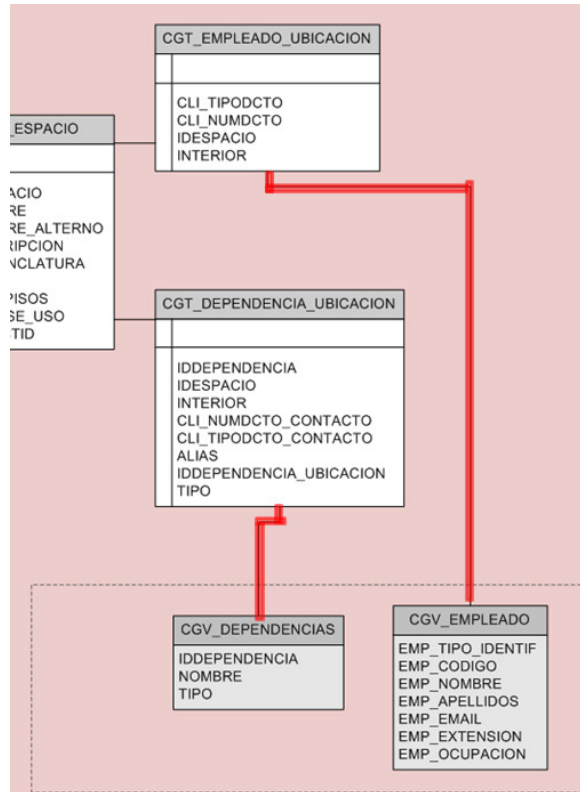 CGT_EMPLEADO_UBICACION
CLI_TIPODCTO
CLI_NUMDCTO
IDESPACIO
INTERIOR
_ESPACIO
ACIO
RE
RE_ALTERNO
RIPCION
NCLATURA
PISOS
SE_USO
TID
CGT_DEPENDENCIA_UBICACION
IDDEPENDENCIA
IDESPACIO
INTERIOR
CLI_NUMDCTO_CONTACTO
CLI_TIPODCTO_CONTACTO
ALIAS
IDDEPENDENCIA_UBICACION
TIPO
CGV_DEPENDENCIAS
IDDEPENDENCIA
NOMBRE
TIPO
CGV_EMPLEADO
EMP_TIPO_IDENTIF
EMP_CODIGO
EMP_NOMBRE
EMP_APELLIDOS
EMP_EMAIL
EMP_EXTENSION
EMP_OCUPACION